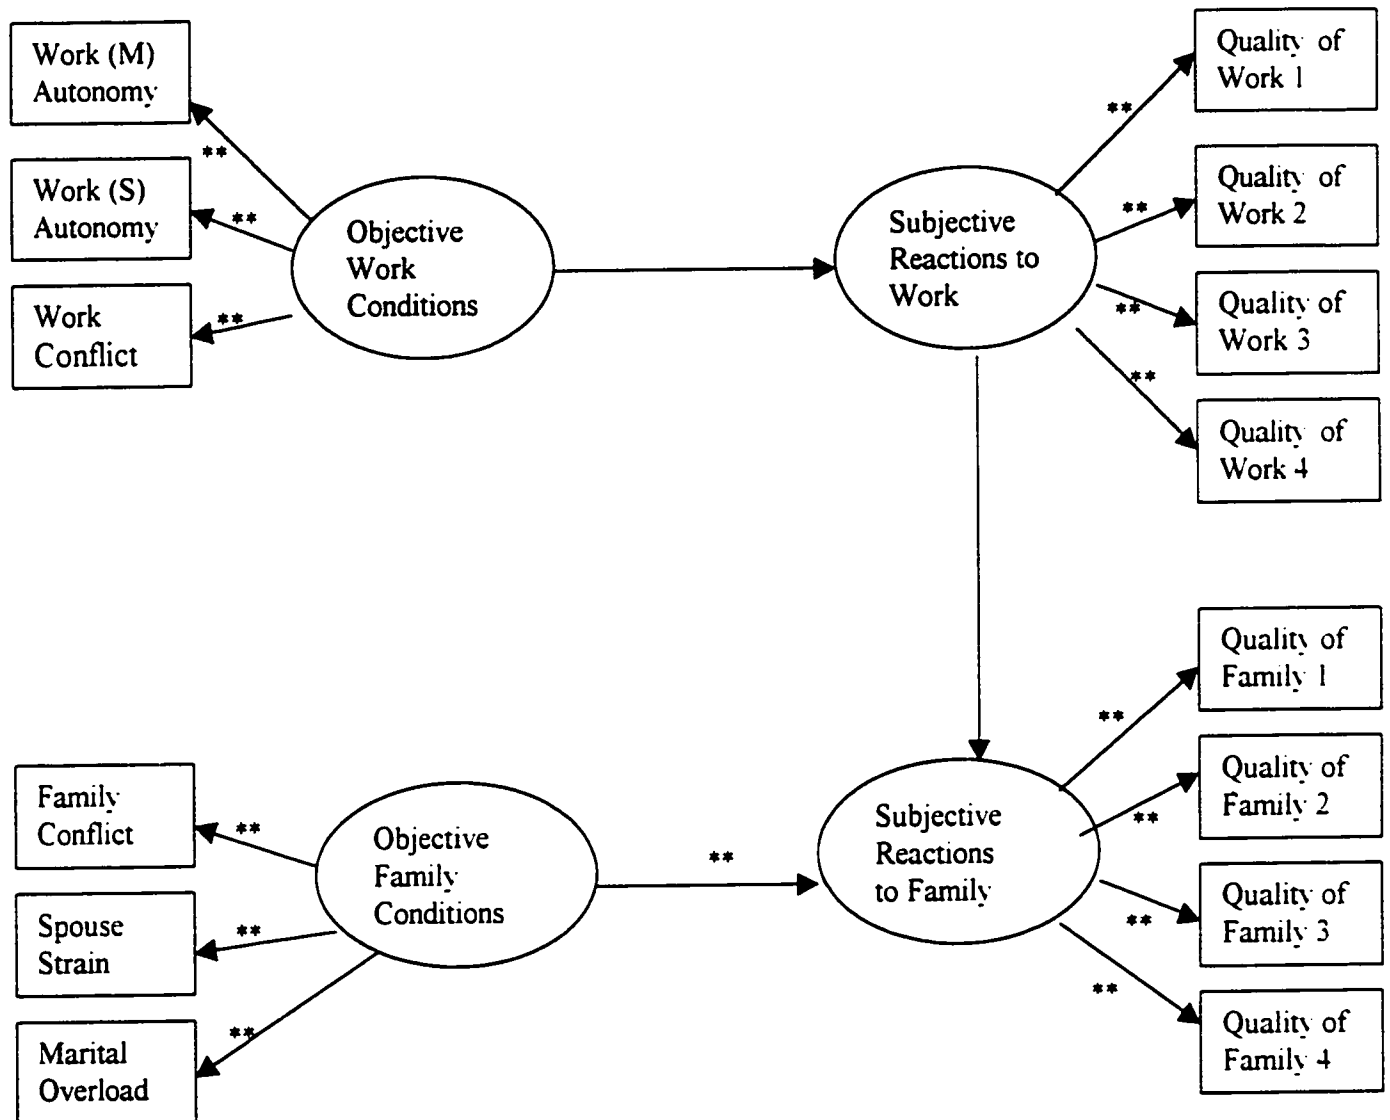 Work (M)
Autonomy
**
Work (S)
Autonomy
**
Work
Conflict
**
Objective
Work
Conditions
Subjective
Reactions to
Work
**
Quality of
Work 1
**
Quality of
Work 2
**
Quality of
Work 3
**
Quality of
Work 4
Family
Conflict
**
Spouse
Strain
**
Marital
Overload
**
Objective
Family
Conditions
**
Subjective
Reactions
to Family
**
Quality of
Family 1
**
Quality of
Family 2
**
Quality of
Family 3
**
Quality of
Family 4